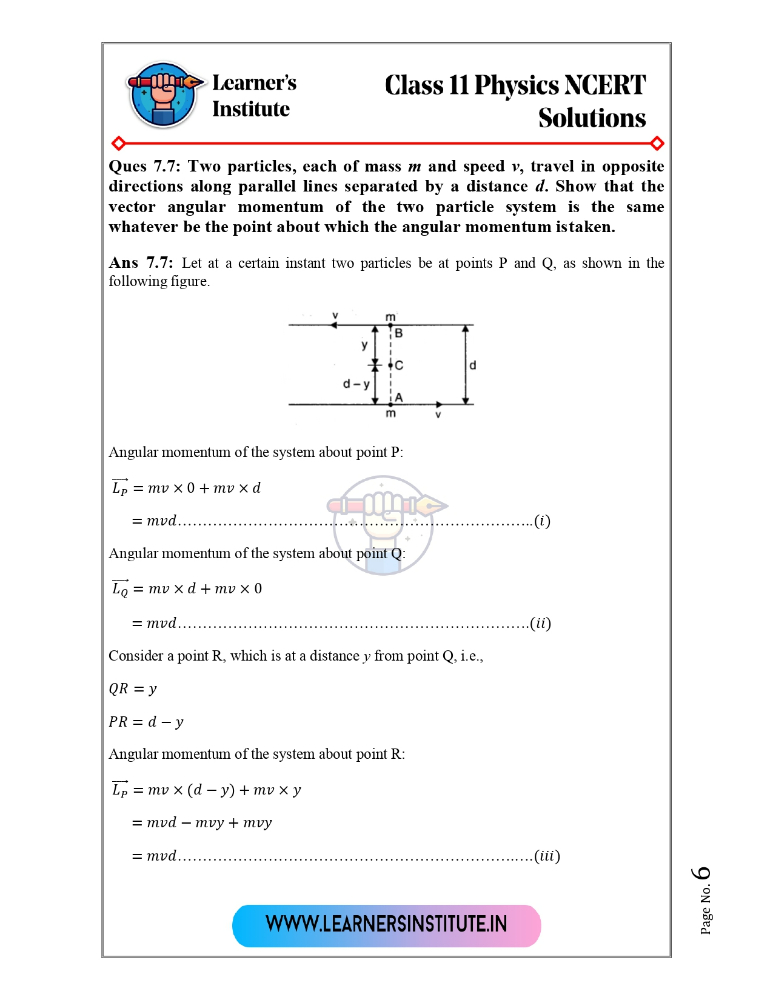 Learner's
Institute
Class 11 Physics NCERT
Solutions
Ques 7.7: Two particles, each of mass m and speed v, travel in opposite
directions along parallel lines separated by a distance d. Show that the
vector angular momentum of the two particle system is the same
whatever be the point about which the angular momentum istaken.
Ans 7.7: Let at a certain instant two particles be at points P and Q, as shown in the
following figure.
v m
B
y
C d
d – y
A
m v
Angular momentum of the system about point P:
$\overrightarrow{L_P} = mv \times 0 + mv \times d$
= mvd…………………………………………………………….(i)
Angular momentum of the system about point Q:
$\overrightarrow{L_Q} = mv \times d + mv \times 0$
= mvd…………………………………………………………….(ii)
Consider a point R, which is at a distance y from point Q, i.e.,
QR = y
PR = d − y
Angular momentum of the system about point R:
$\overrightarrow{L_P} = mv \times (d - y) + mv \times y$
= mvd − mvy + mvy
= mvd…………………………………………………………….(iii)
WWW.LEARNERSINSTITUTE.IN
Page No. 6